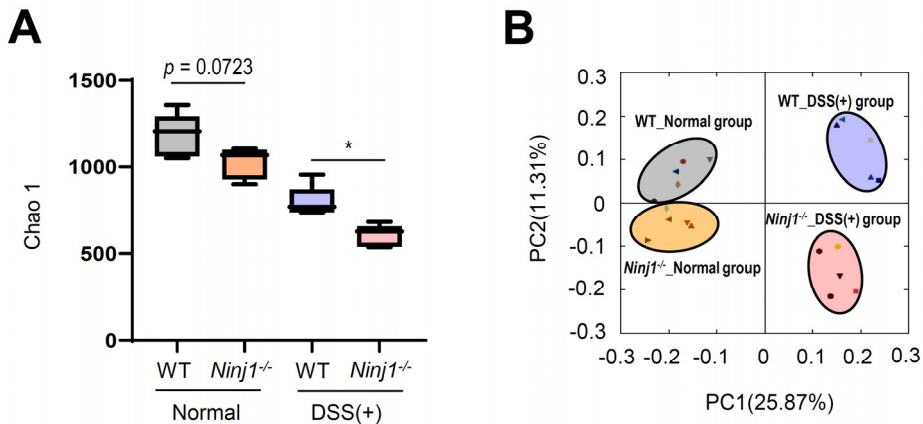 A
p = 0.0723
*
1500
1000
500
0
Chao 1
WT Ninj1-/- WT Ninj1-/-
Normal DSS(+)
B
0.3
0.2
0.1
0
-0.1
-0.2
-0.3
PC2(11.31%)
WT_Normal group
WT_DSS(+) group
Ninj1-/-_Normal group
Ninj1-/-_DSS(+) group
-0.3 -0.2 -0.1 0 0.1 0.2 0.3
PC1(25.87%)